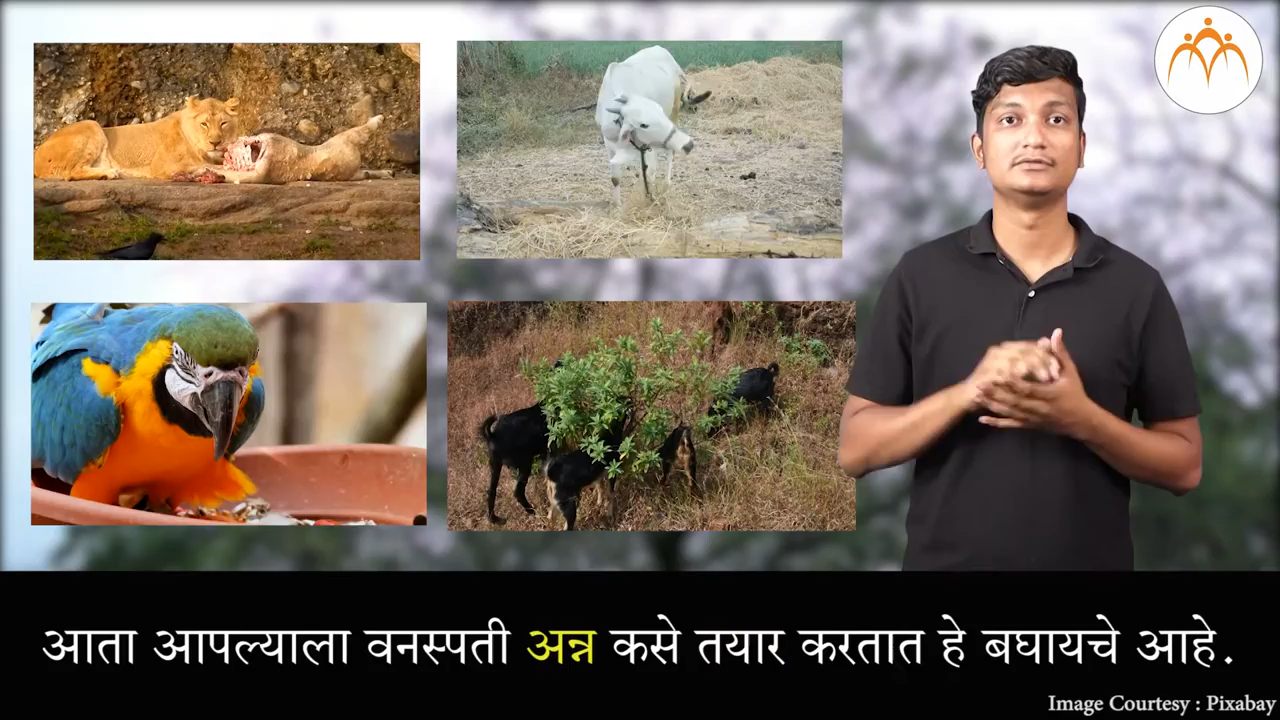 आता आपल्याला वनस्पती अन्न कसे तयार करतात हे बघायचे आहे.
Image Courtesy : Pixabay